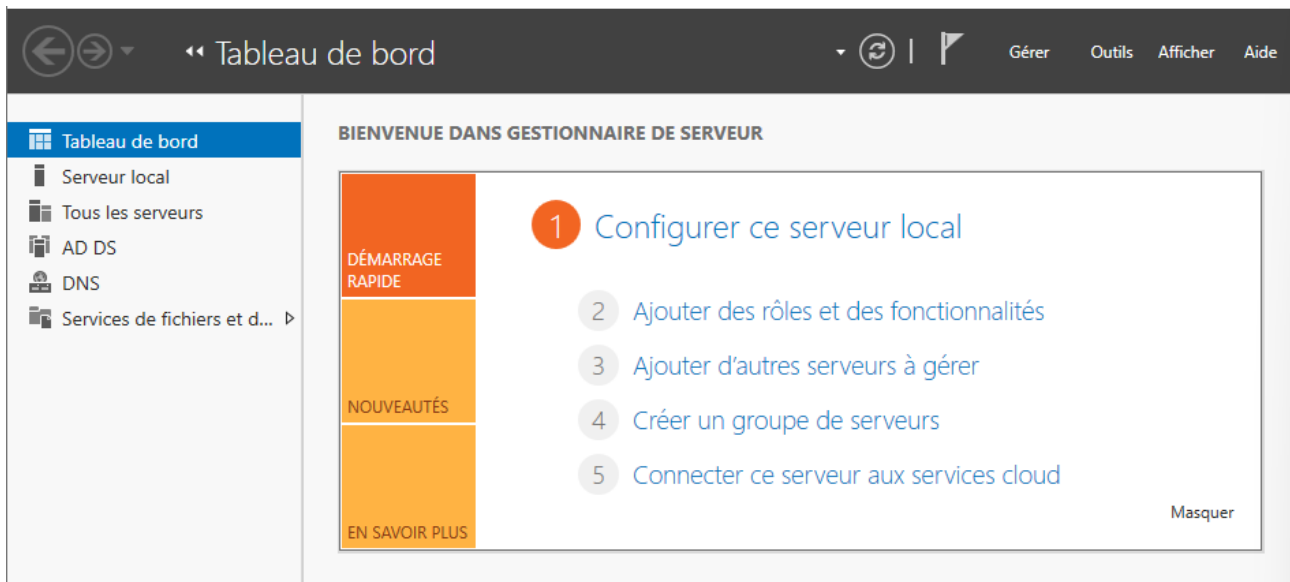 Tableau de bord
Gérer Outils Afficher Aide
Tableau de bord
Serveur local
Tous les serveurs
AD DS
DNS
Services de fichiers et d...
BIENVENUE DANS GESTIONNAIRE DE SERVEUR
DÉMARRAGE
RAPIDE
NOUVEAUTÉS
EN SAVOIR PLUS
1 Configurer ce serveur local
2 Ajouter des rôles et des fonctionnalités
3 Ajouter d’autres serveurs à gérer
4 Créer un groupe de serveurs
5 Connecter ce serveur aux services cloud
Masquer